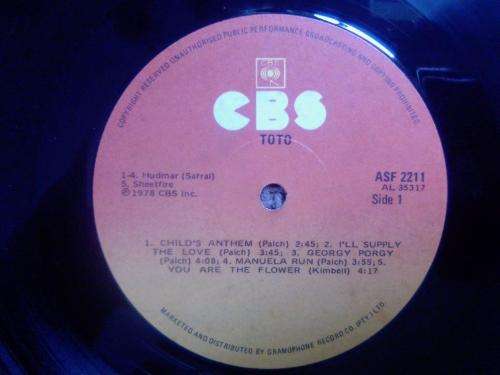 COPYRIGHT RESERVED UNAUTHORISED PUBLIC PERFORMANCE BROADCASTING AND COPYING PROHIBITED.
CBS
CBS
TOTO
1-4. Hudmar (Safral)
5. Sheetfire
℗ 1978 CBS Inc.
ASF 2211
AL 35317
Side 1
1. CHILD'S ANTHEM (Paich) 2:45; 2. I'LL SUPPLY
THE LOVE (Paich) 3:45; 3. GEORGY PORGY
(Paich) 4:08; 4. MANUELA RUN (Paich) 3:55; 5.
YOU ARE THE FLOWER (Kimbell) 4:17
MARKETED AND DISTRIBUTED BY GRAMOPHONE RECORD CO. (PTY.) LTD.